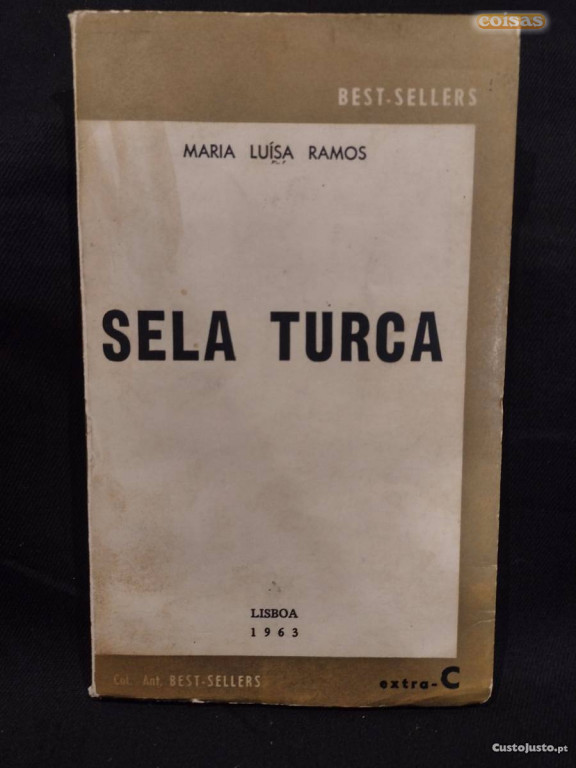 coisas
BEST-SELLERS
MARIA LUÍSA RAMOS
SELA TURCA
LISBOA
1963
Col. Ant. BEST-SELLERS
extra-C
CustoJusto.pt